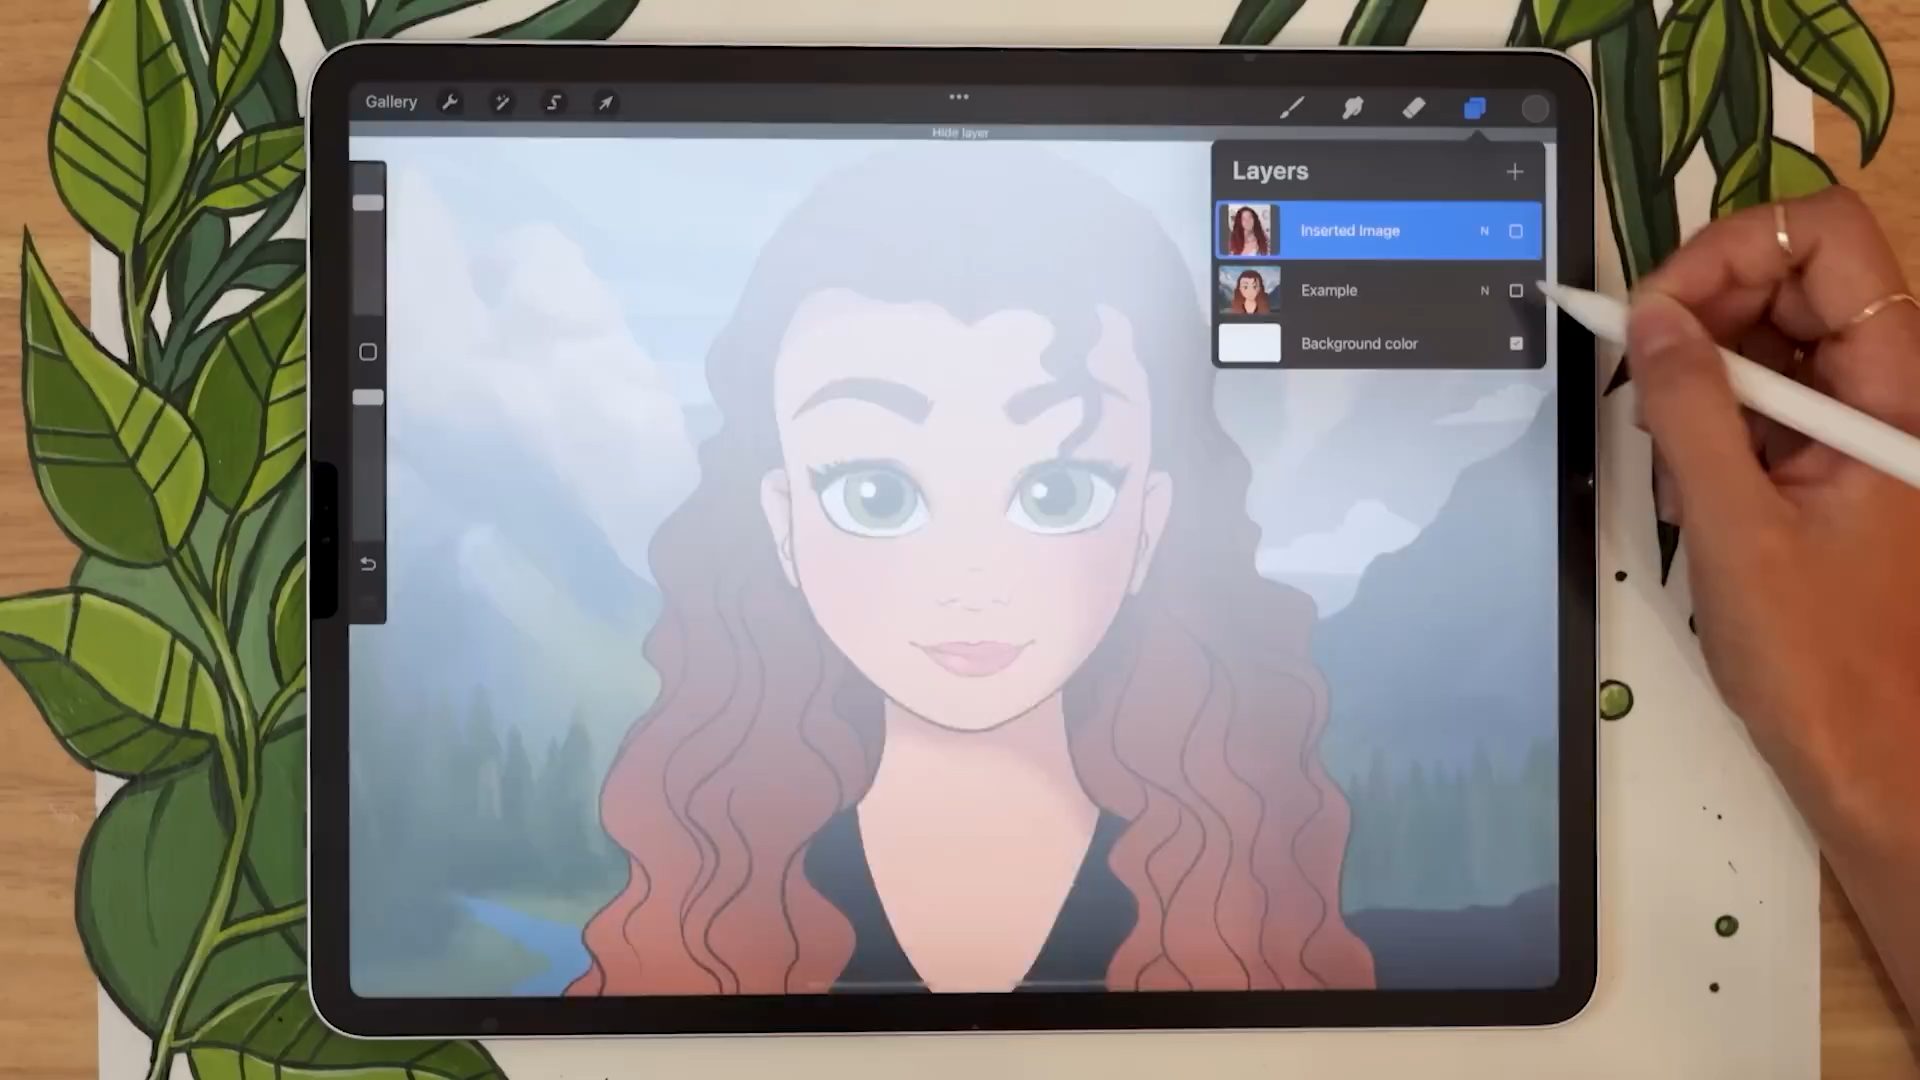 Gallery
Hide layer
Layers
Inserted Image N
Example N
Background color